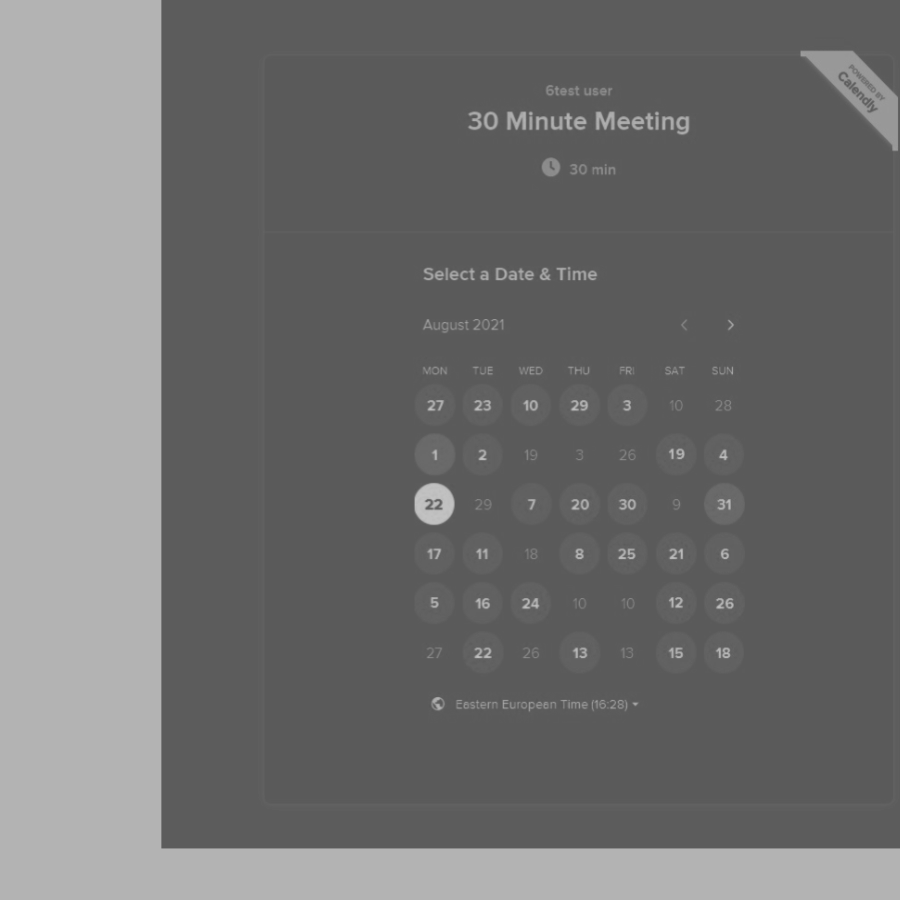 POWERED BY
Calendly
6test user
30 Minute Meeting
30 min
Select a Date & Time
August 2021
MON TUE WED THU FRI SAT SUN
27 23 10 29 3 10 28
1 2 19 3 26 19 4
22 29 7 20 30 9 31
17 11 18 8 25 21 6
5 16 24 10 10 12 26
27 22 26 13 13 15 18
Eastern European Time (16:28)